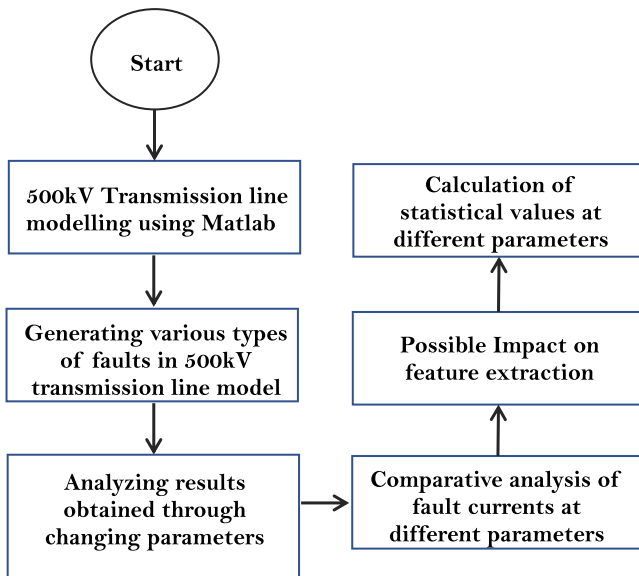 Start
500kV Transmission line
modelling using Matlab
Generating various types
of faults in 500kV
transmission line model
Analyzing results
obtained through
changing parameters
Comparative analysis of
fault currents at
different parameters
Possible Impact on
feature extraction
Calculation of
statistical values at
different parameters